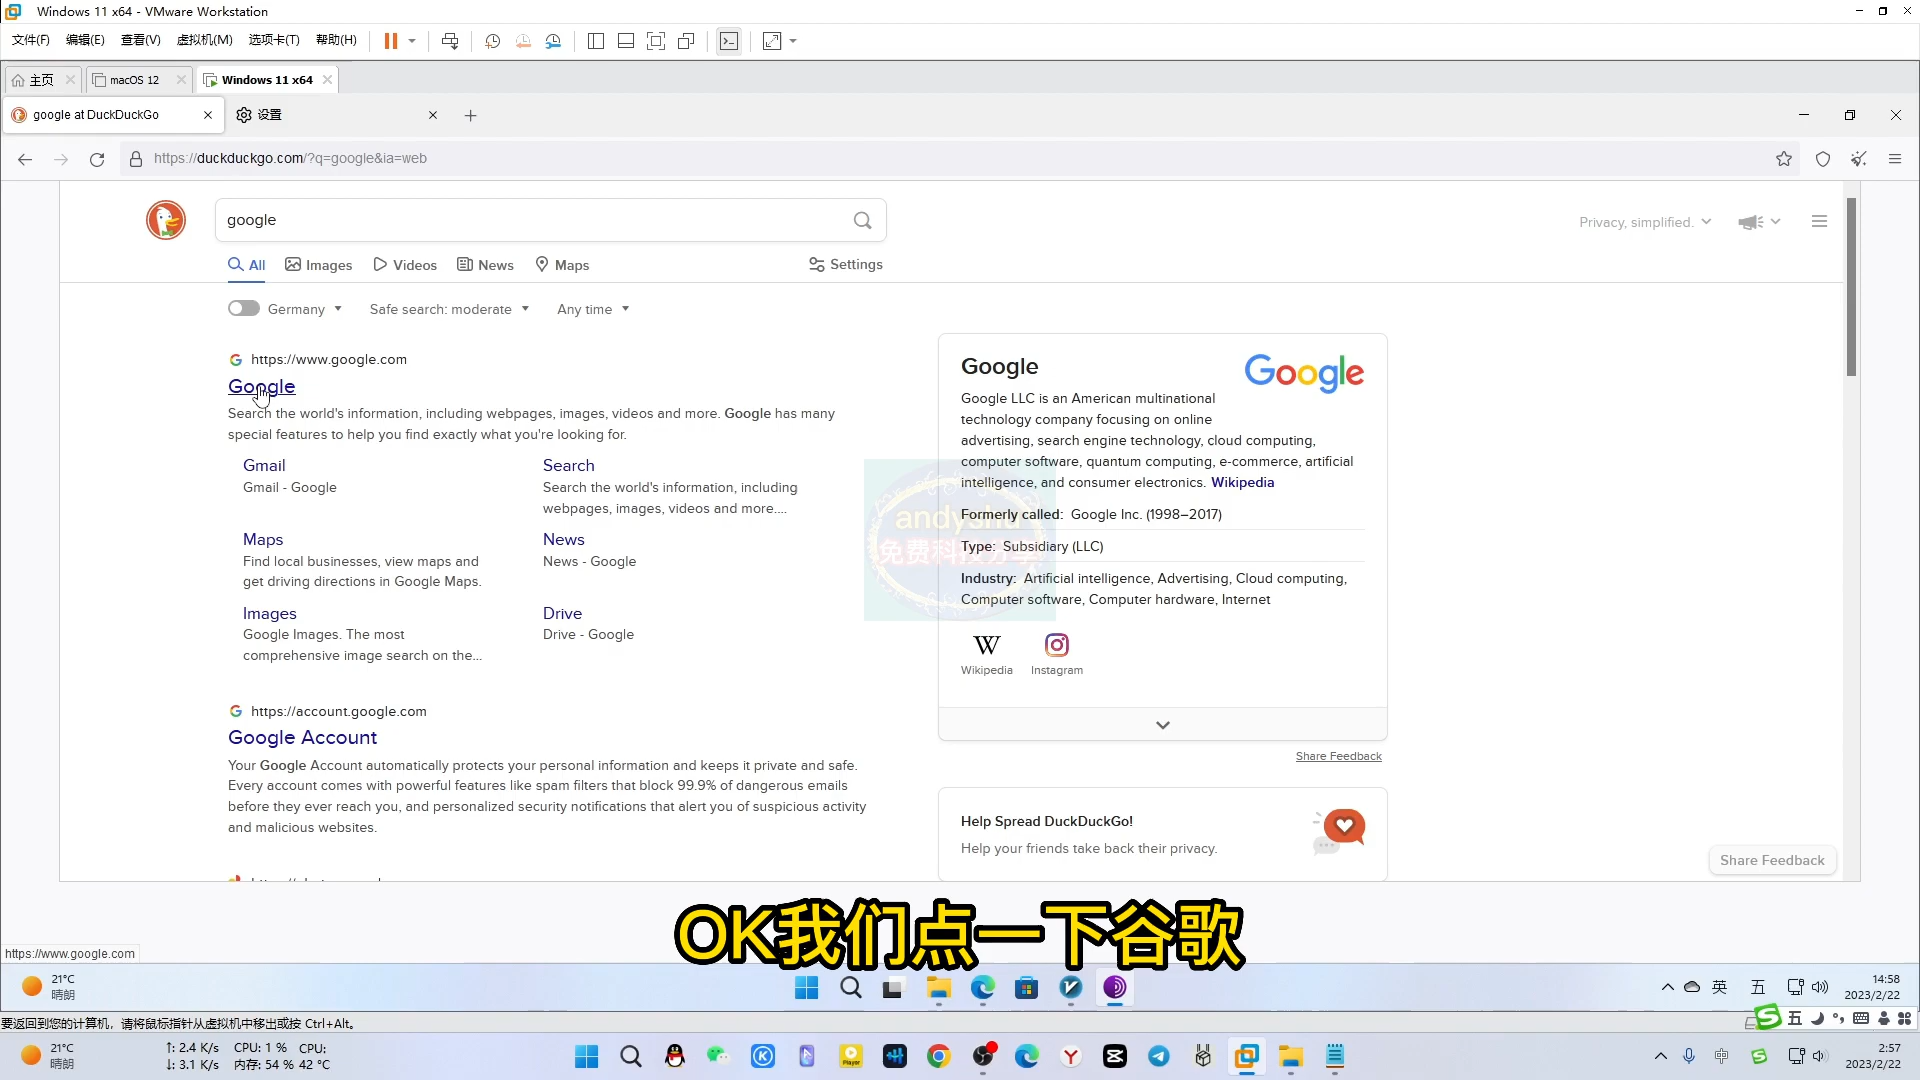 Windows 11 x64 - VMware Workstation
文件(F) 编辑(E) 查看(V) 虚拟机(M) 选项卡(T) 帮助(H)
主页 macOS 12 Windows 11 x64
google at DuckDuckGo 设置
https://duckduckgo.com/?q=google&ia=web
google
Privacy, simplified.
All Images Videos News Maps Settings
Germany Safe search: moderate Any time
https://www.google.com
Google
Search the world's information, including webpages, images, videos and more. Google has many
special features to help you find exactly what you're looking for.
Gmail
Gmail - Google
Search
Search the world's information, including
webpages, images, videos and more....
Maps
Find local businesses, view maps and
get driving directions in Google Maps.
News
News - Google
Images
Google Images. The most
comprehensive image search on the...
Drive
Drive - Google
https://account.google.com
Google Account
Your Google Account automatically protects your personal information and keeps it private and safe.
Every account comes with powerful features like spam filters that block 99.9% of dangerous emails
before they ever reach you, and personalized security notifications that alert you of suspicious activity
and malicious websites.
Google
Google
Google LLC is an American multinational
technology company focusing on online
advertising, search engine technology, cloud computing,
computer software, quantum computing, e-commerce, artificial
intelligence, and consumer electronics. Wikipedia
Formerly called: Google Inc. (1998–2017)
Type: Subsidiary (LLC)
Industry: Artificial intelligence, Advertising, Cloud computing,
Computer software, Computer hardware, Internet
Wikipedia Instagram
Share Feedback
Help Spread DuckDuckGo!
Help your friends take back their privacy.
Share Feedback
andyshu
免费科技分享
OK我们点一下谷歌
https://www.google.com
21°C
晴朗
英 五
14:58
2023/2/22
要返回到您的计算机，请将鼠标指针从虚拟机中移出或按 Ctrl+Alt。
五
21°C
晴朗
↑: 2.4 K/s CPU: 1 % CPU:
↓: 3.1 K/s 内存: 54 % 42 °C
Player
中
2:57
2023/2/22